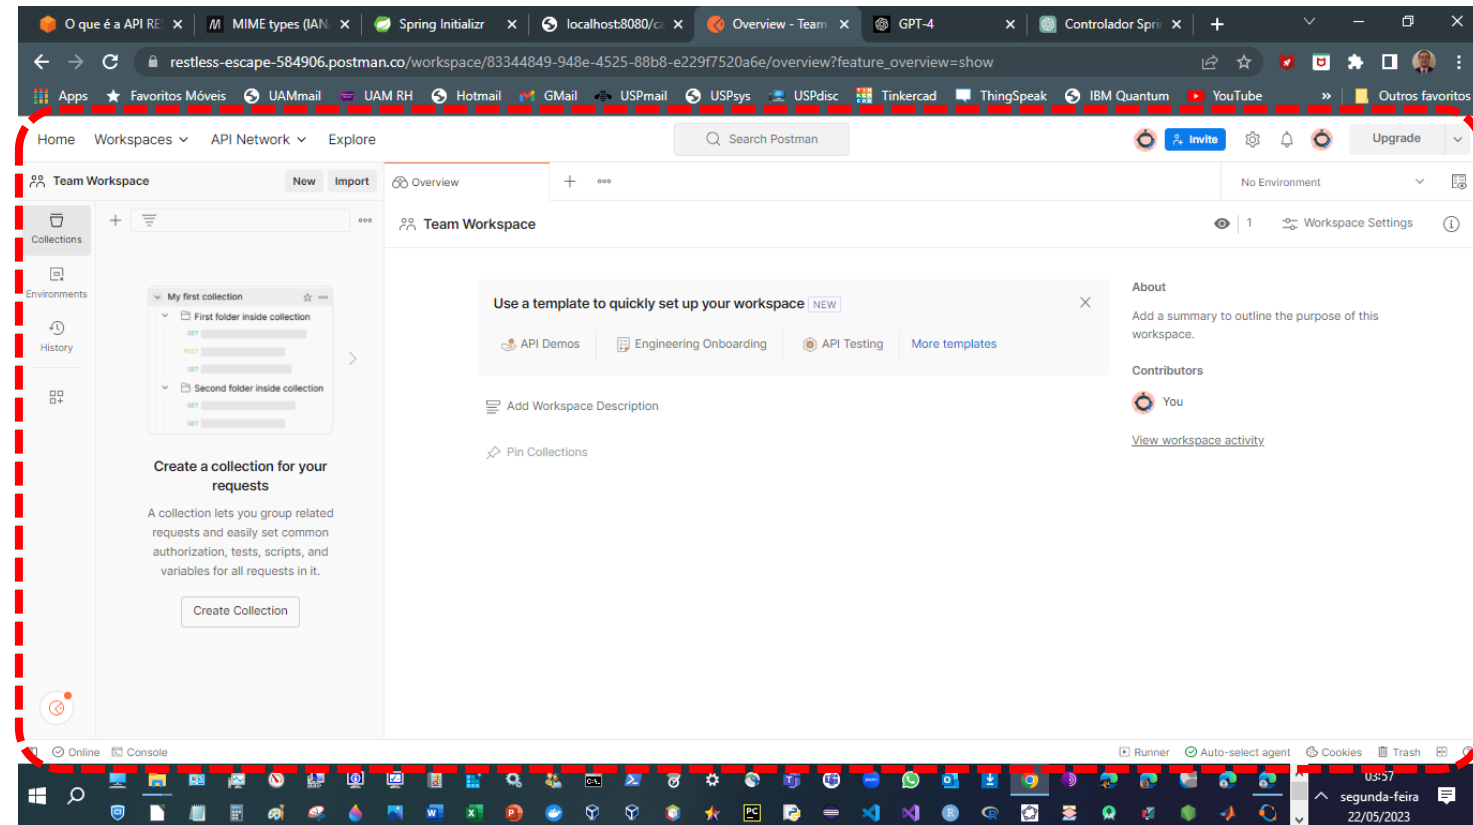 O que é a API RE
MIME types (IAN
Spring Initializr
localhost:8080/ca
Overview - Team
GPT-4
Controlador Sprin
restless-escape-584906.postman.co/workspace/83344849-948e-4525-88b8-e229f7520a6e/overview?feature_overview=show
Apps
Favoritos Móveis
UAMmail
UAM RH
Hotmail
GMail
USPmail
USPsys
USPdisc
Tinkercad
ThingSpeak
IBM Quantum
YouTube
»
Outros favoritos
Home
Workspaces
API Network
Explore
Search Postman
Invite
Upgrade
Team Workspace
New
Import
Overview
No Environment
Collections
Team Workspace
1
Workspace Settings
Environments
History
My first collection
First folder inside collection
GET
POST
GET
Second folder inside collection
GET
GET
Create a collection for your
requests
A collection lets you group related
requests and easily set common
authorization, tests, scripts, and
variables for all requests in it.
Create Collection
Use a template to quickly set up your workspace NEW
API Demos
Engineering Onboarding
API Testing
More templates
Add Workspace Description
Pin Collections
About
Add a summary to outline the purpose of this
workspace.
Contributors
You
View workspace activity
Online
Console
Runner
Auto-select agent
Cookies
Trash
03:57
segunda-feira
22/05/2023